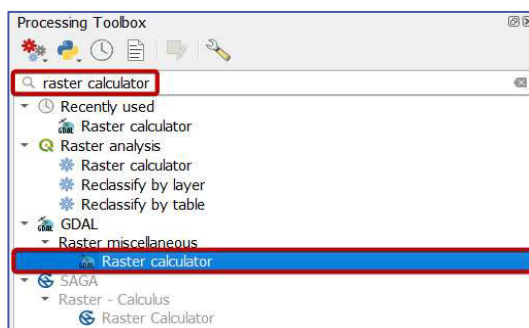 Processing Toolbox
raster calculator
Recently used
Raster calculator
Raster analysis
Raster calculator
Reclassify by layer
Reclassify by table
GDAL
Raster miscellaneous
Raster calculator
SAGA
Raster - Calculus
Raster Calculator